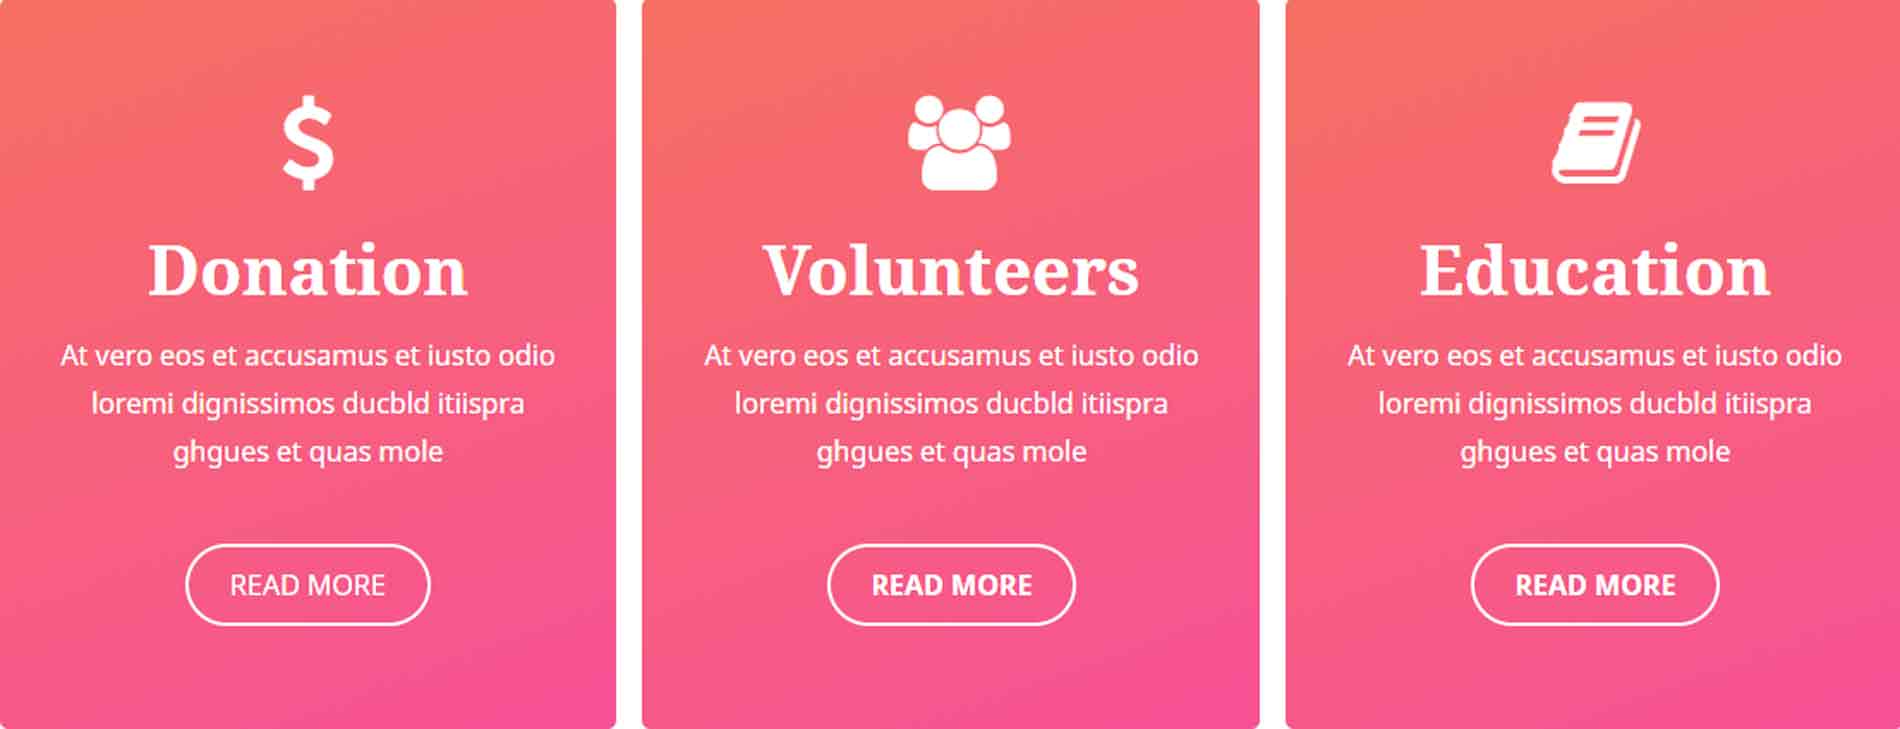 Donation
At vero eos et accusamus et iusto odio
loremi dignissimos ducbld itiispra
ghgues et quas mole
READ MORE
Volunteers
At vero eos et accusamus et iusto odio
loremi dignissimos ducbld itiispra
ghgues et quas mole
READ MORE
Education
At vero eos et accusamus et iusto odio
loremi dignissimos ducbld itiispra
ghgues et quas mole
READ MORE